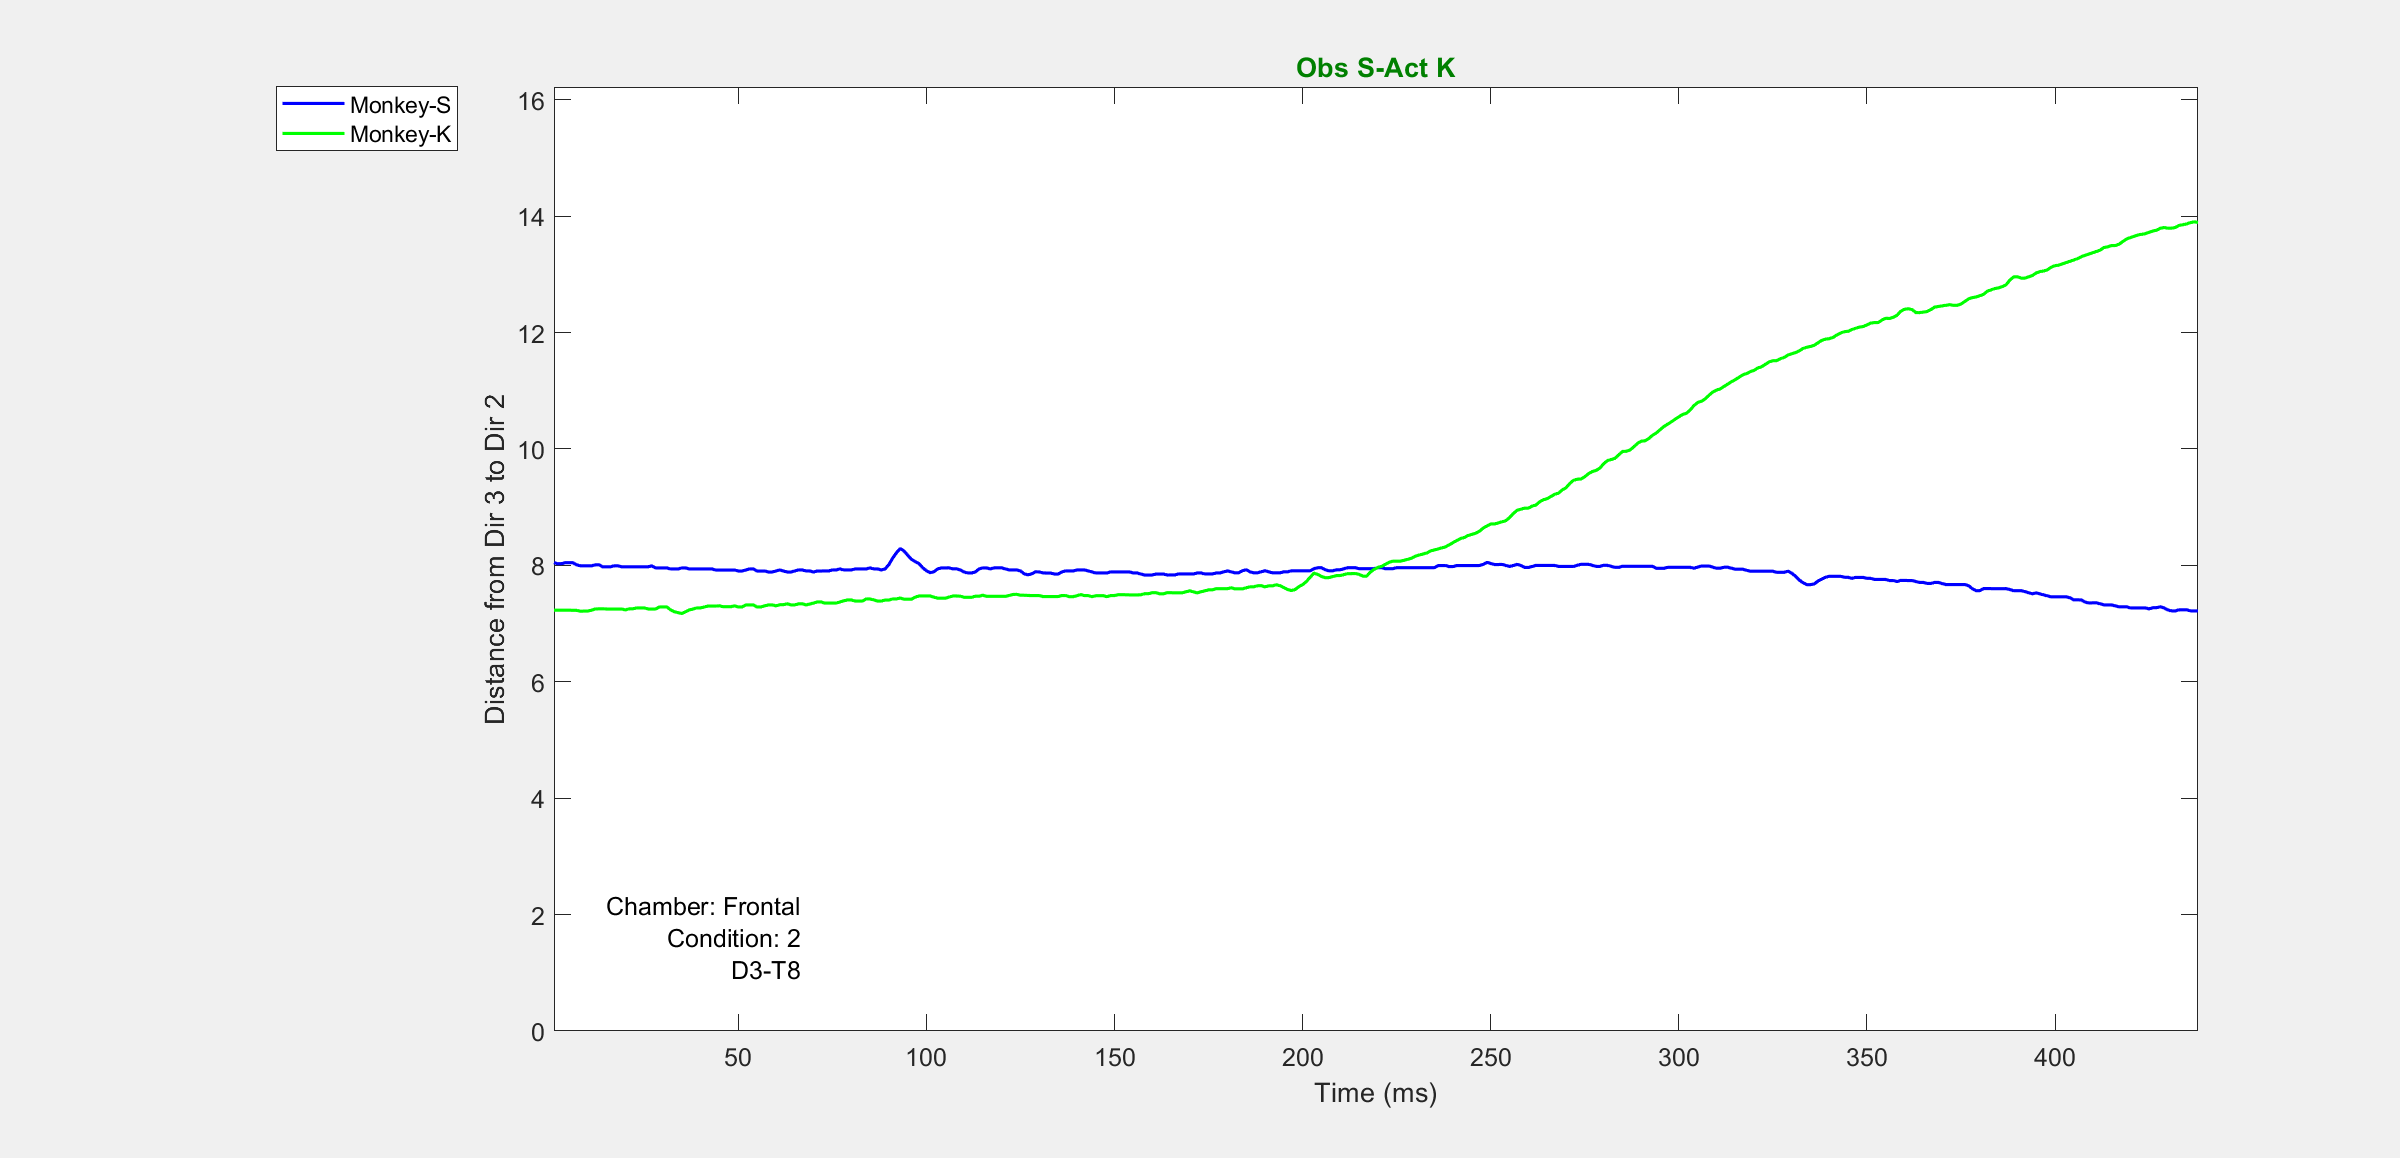 Obs S-Act K
Monkey-S
Monkey-K
16
14
12
10
8
6
4
2
0
Distance from Dir 3 to Dir 2
Chamber: Frontal
Condition: 2
D3-T8
50 100 150 200 250 300 350 400
Time (ms)